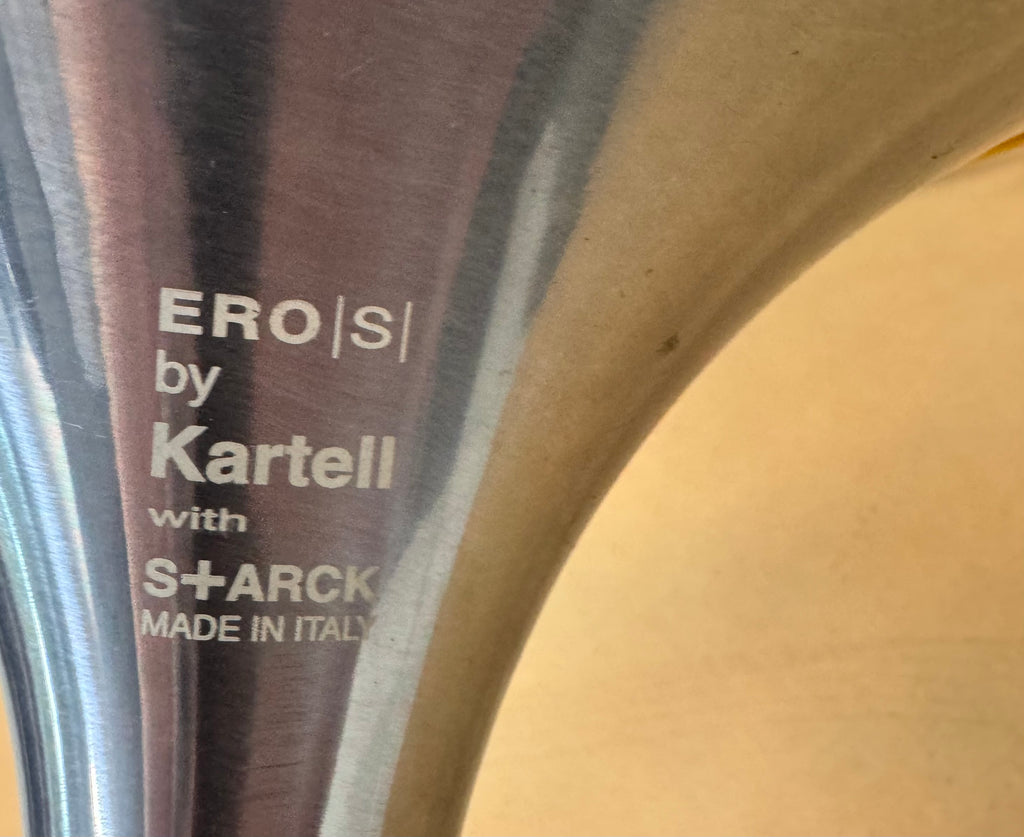 ERO|S|
by
Kartell
with
S+ARCK
MADE IN ITALY